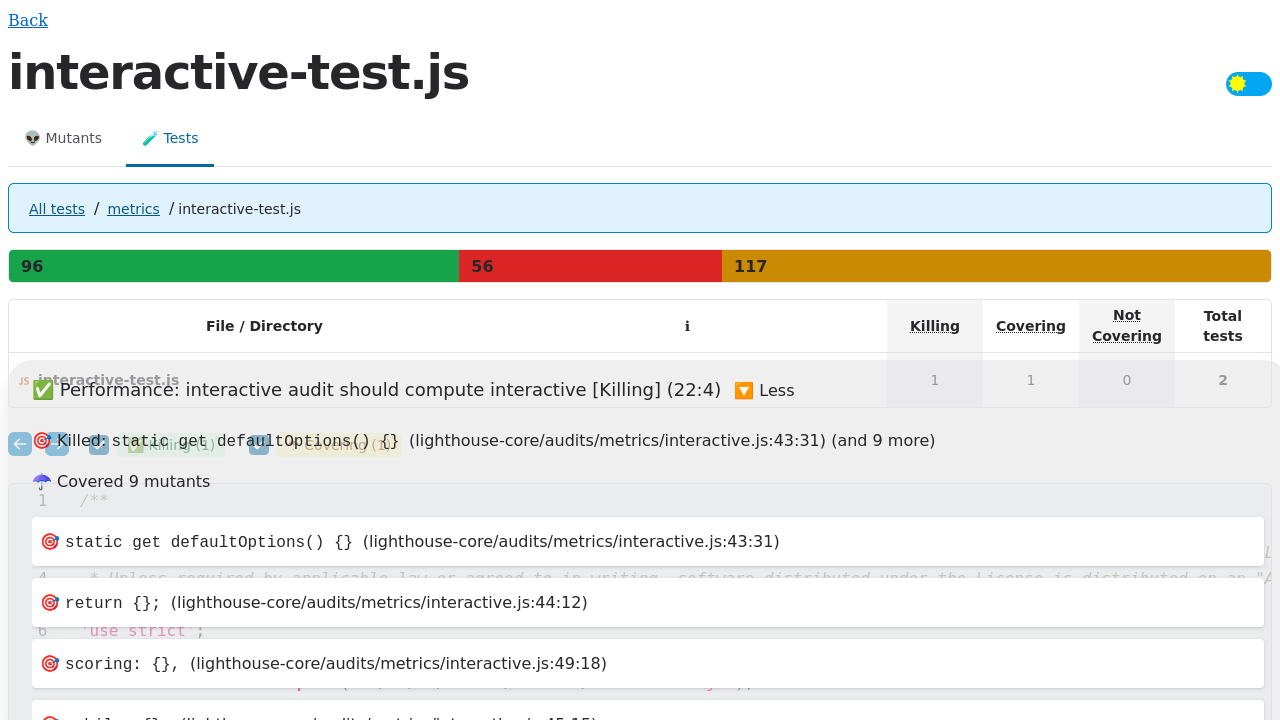 Back
interactive-test.js
👽 Mutants 🧪 Tests
All tests / metrics / interactive-test.js
96 56 117
File / Directory ℹ Killing Covering Not Covering Total tests
JS interactive-test.js 1 1 0 2
✅ Performance: interactive audit should compute interactive [Killing] (22:4) 🔽 Less
🎯 Killed: static get defaultOptions() {} (lighthouse-core/audits/metrics/interactive.js:43:31) (and 9 more)
✅ Killing (1) Covering (1)
☂️ Covered 9 mutants
1 /**
🎯 static get defaultOptions() {} (lighthouse-core/audits/metrics/interactive.js:43:31)
4 * Unless required by applicable law or agreed to in writing, software distributed under the License is distributed on an "A
🎯 return {}; (lighthouse-core/audits/metrics/interactive.js:44:12)
6 'use strict';
🎯 scoring: {}, (lighthouse-core/audits/metrics/interactive.js:49:18)